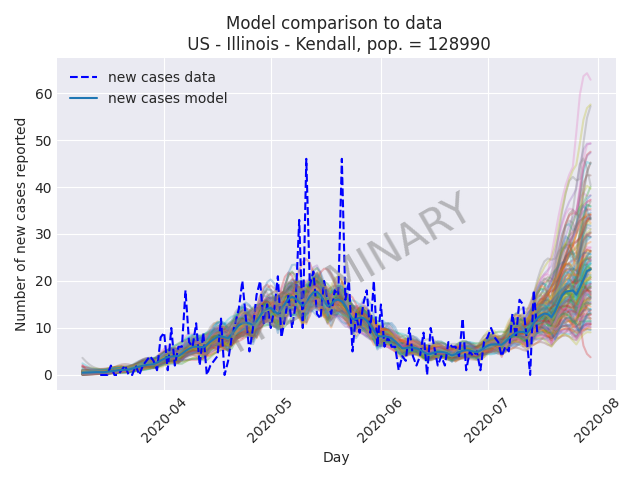 Model comparison to data
US - Illinois - Kendall, pop. = 128990
new cases data
new cases model
Number of new cases reported
60
50
40
30
20
10
0
2020-04
2020-05
2020-06
2020-07
2020-08
Day